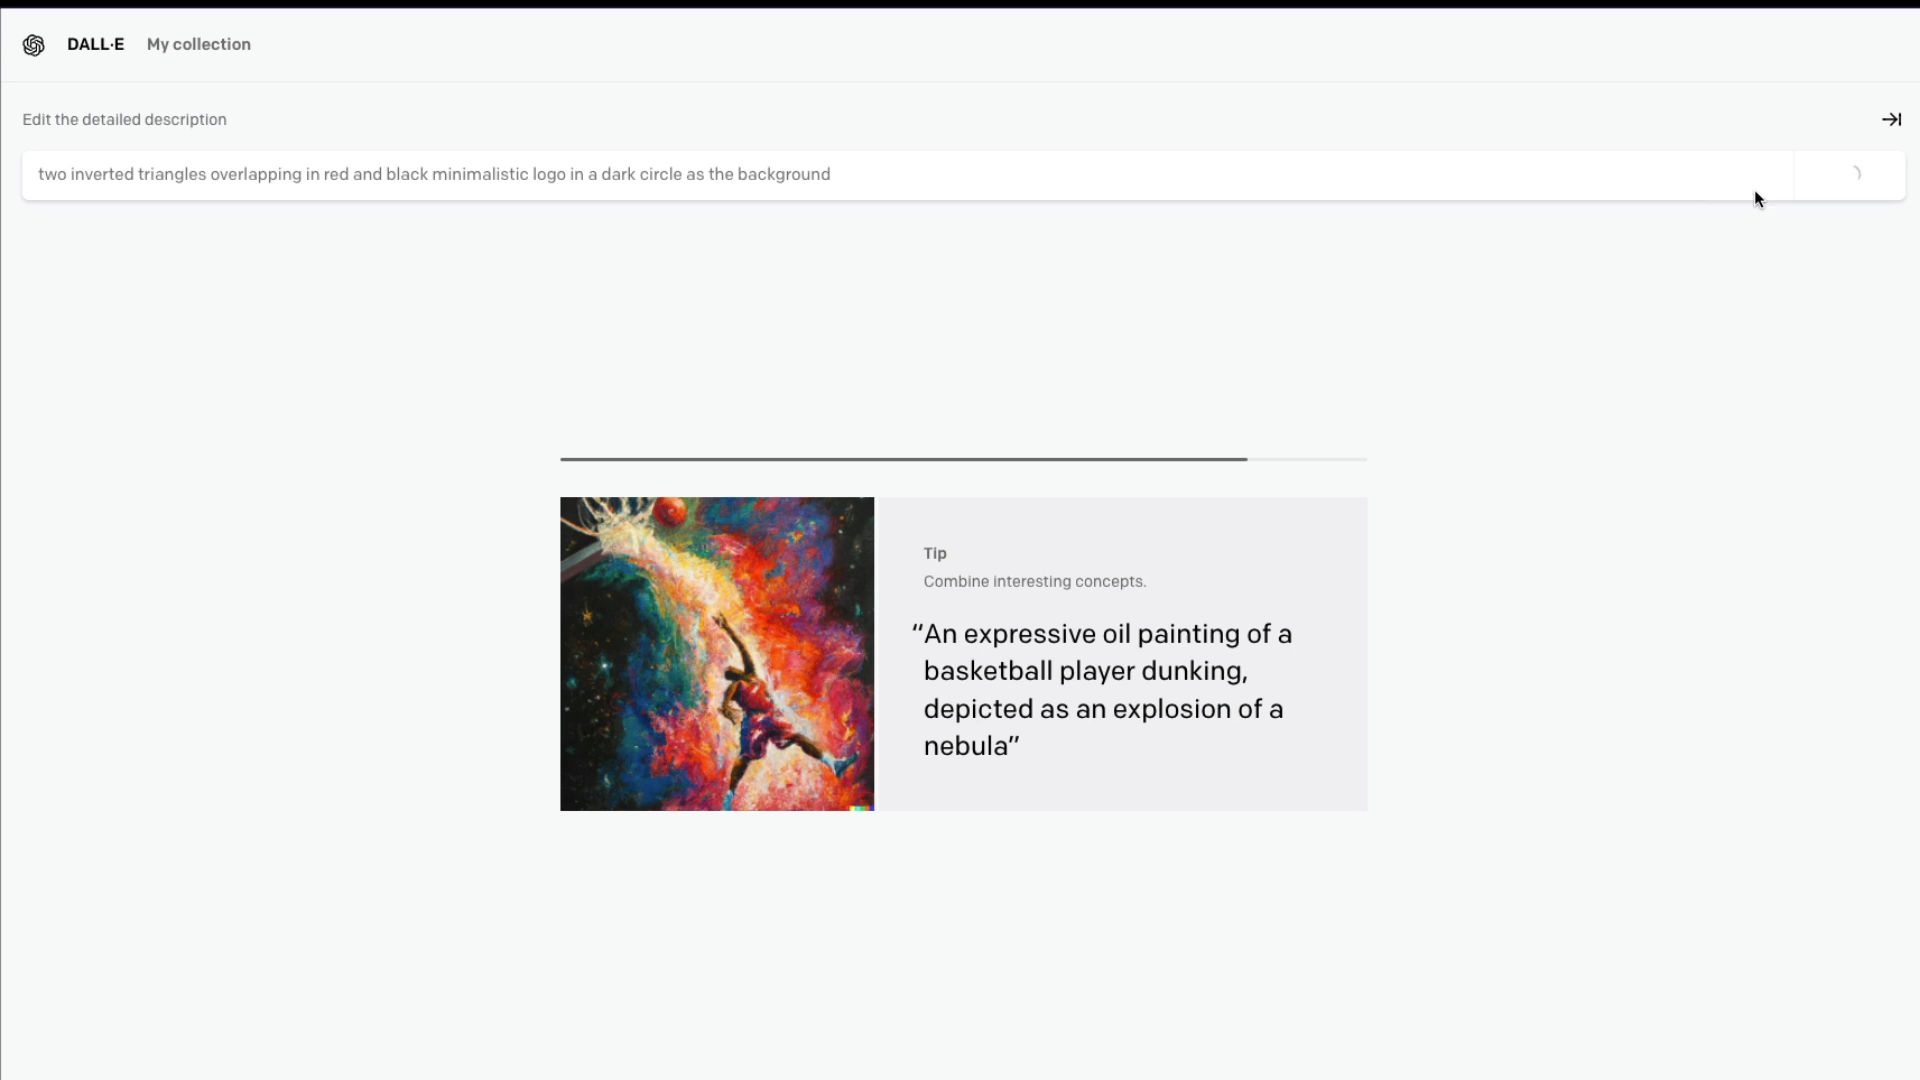 DALL·E My collection
Edit the detailed description
two inverted triangles overlapping in red and black minimalistic logo in a dark circle as the background
Tip
Combine interesting concepts.
“An expressive oil painting of a
basketball player dunking,
depicted as an explosion of a
nebula”